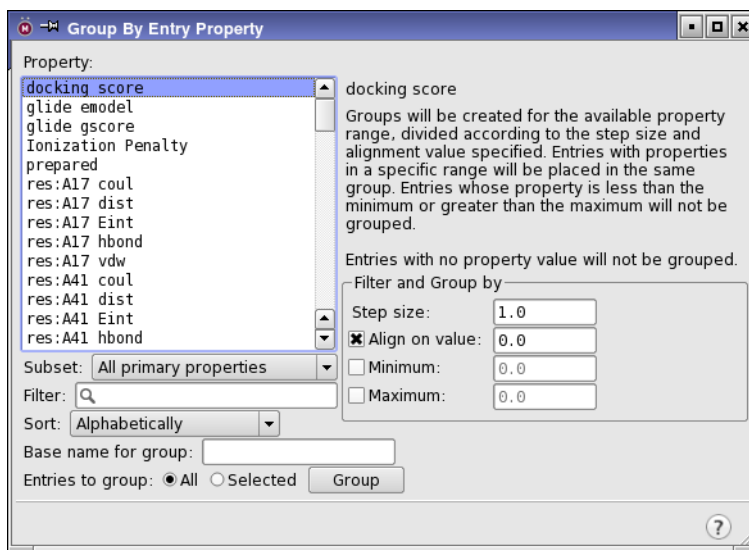 Group By Entry Property
Property:
docking score
glide emodel
glide gscore
Ionization Penalty
prepared
res:A17 coul
res:A17 dist
res:A17 Eint
res:A17 hbond
res:A17 vdw
res:A41 coul
res:A41 dist
res:A41 Eint
res:A41 hbond
Subset: All primary properties
Filter:
Sort: Alphabetically
Base name for group:
Entries to group: All Selected Group
docking score
Groups will be created for the available property
range, divided according to the step size and
alignment value specified. Entries with properties
in a specific range will be placed in the same
group. Entries whose property is less than the
minimum or greater than the maximum will not be
grouped.
Entries with no property value will not be grouped.
Filter and Group by
Step size: 1.0
Align on value: 0.0
Minimum: 0.0
Maximum: 0.0
?